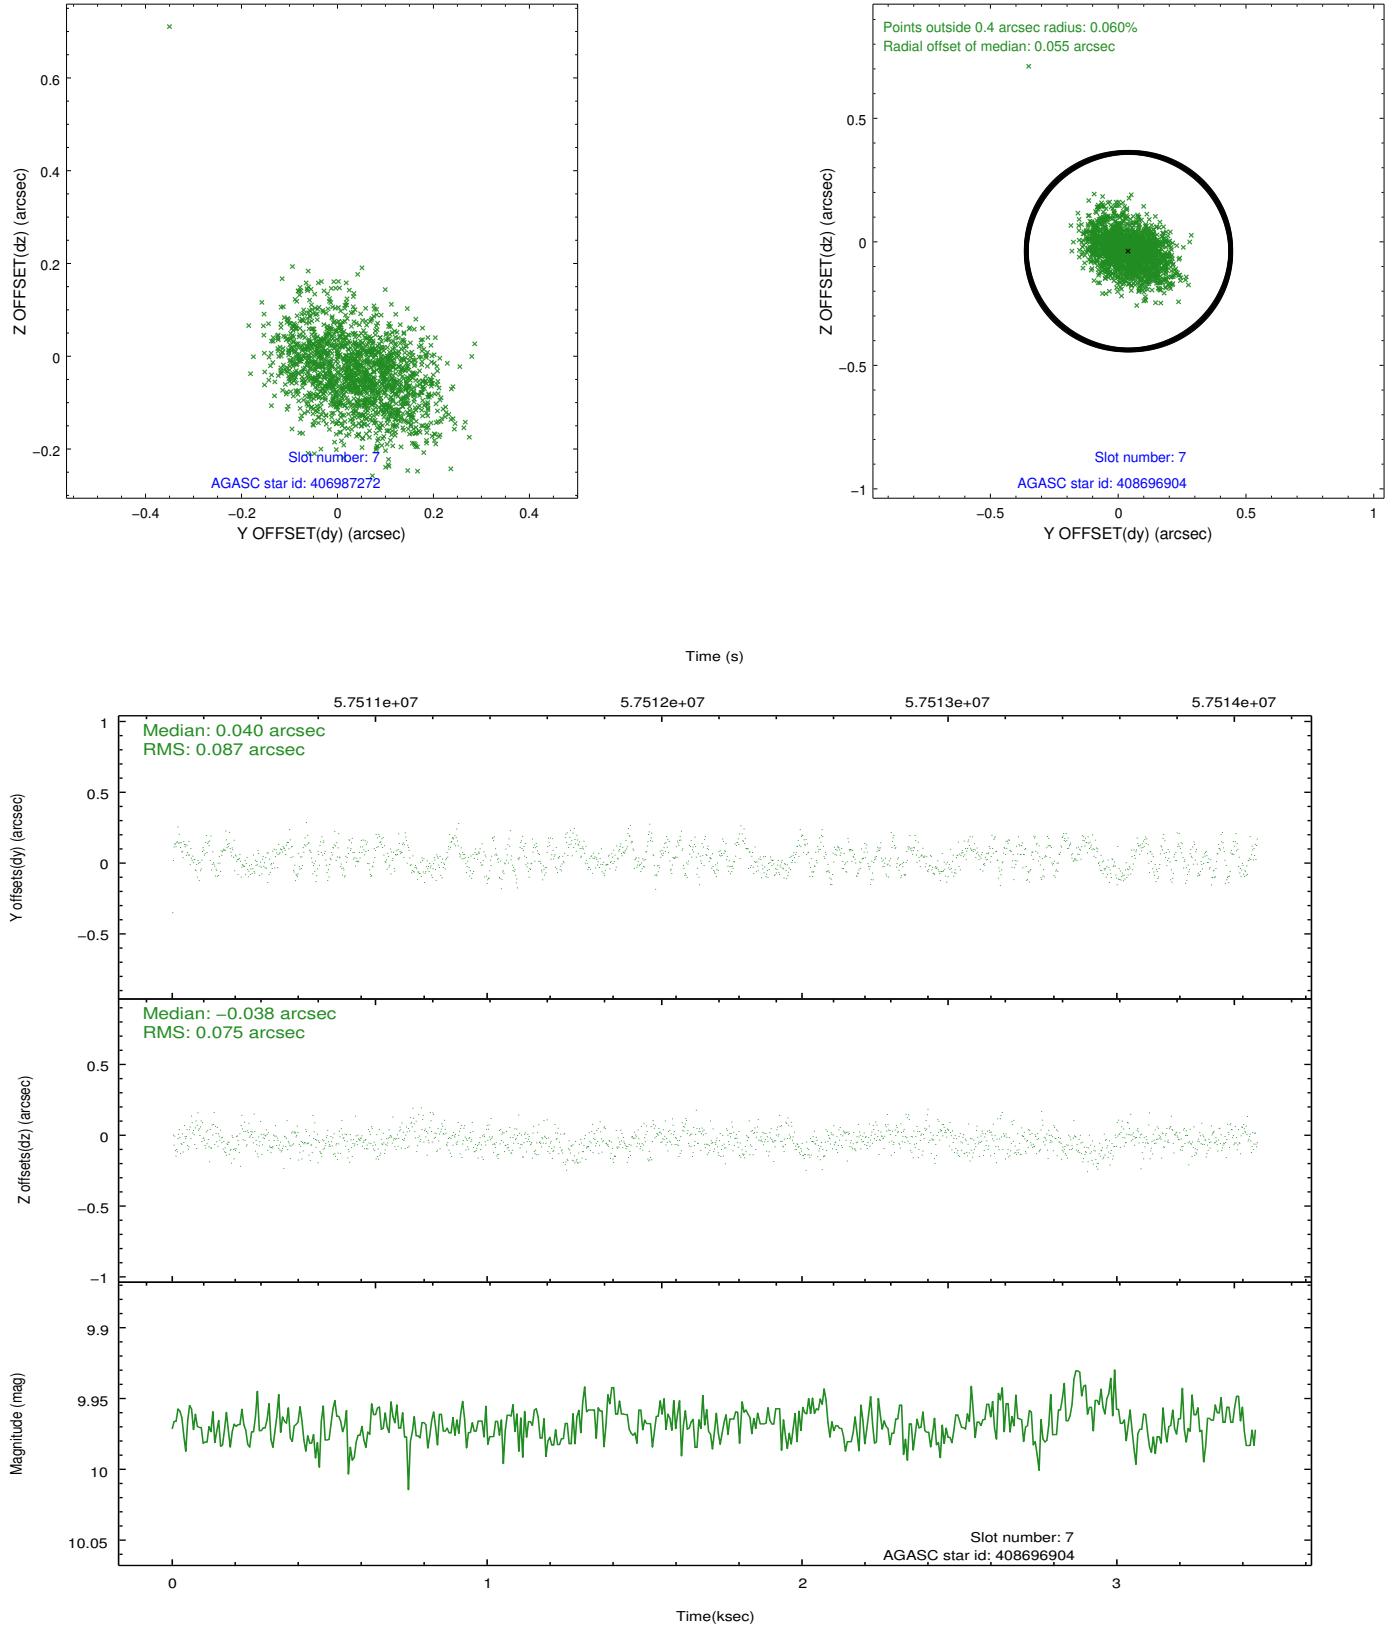 0.6
0.4
0.2
0
−0.2
Z OFFSET(dz) (arcsec)
Slot number: 7
AGASC star id: 406987272
−0.4
−0.2
0
0.2
0.4
Y OFFSET(dy) (arcsec)
Points outside 0.4 arcsec radius: 0.060%
Radial offset of median: 0.055 arcsec
0.5
0
−0.5
−1
Z OFFSET(dz) (arcsec)
Slot number: 7
AGASC star id: 408696904
−0.5
0
0.5
1
Y OFFSET(dy) (arcsec)
Time (s)
5.7511e+07
5.7512e+07
5.7513e+07
5.7514e+07
Median: 0.040 arcsec
RMS: 0.087 arcsec
1
0.5
0
−0.5
Y offsets(dy) (arcsec)
Median: −0.038 arcsec
RMS: 0.075 arcsec
0.5
0
−0.5
−1
Z offsets(dz) (arcsec)
9.9
9.95
10
10.05
Magnitude (mag)
Slot number: 7
AGASC star id: 408696904
0
1
2
3
Time(ksec)